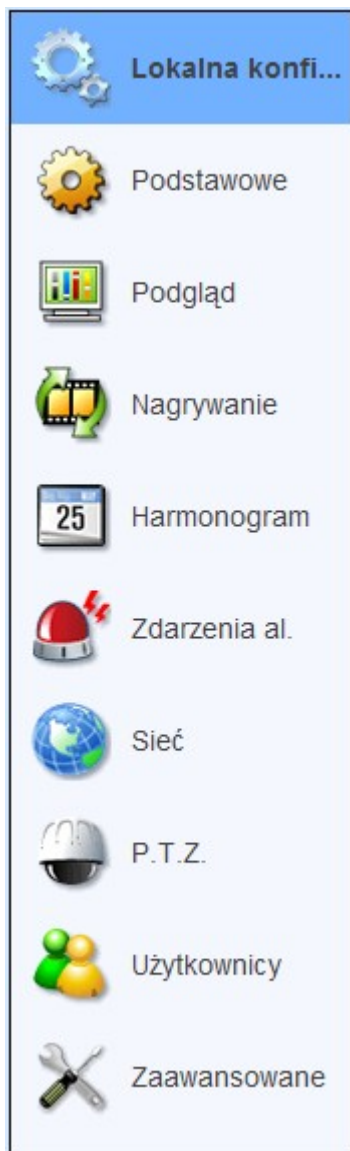 Lokalna konfi...
Podstawowe
Podgląd
Nagrywanie
25
Harmonogram
Zdarzenia al.
Sieć
P.T.Z.
Użytkownicy
Zaawansowane